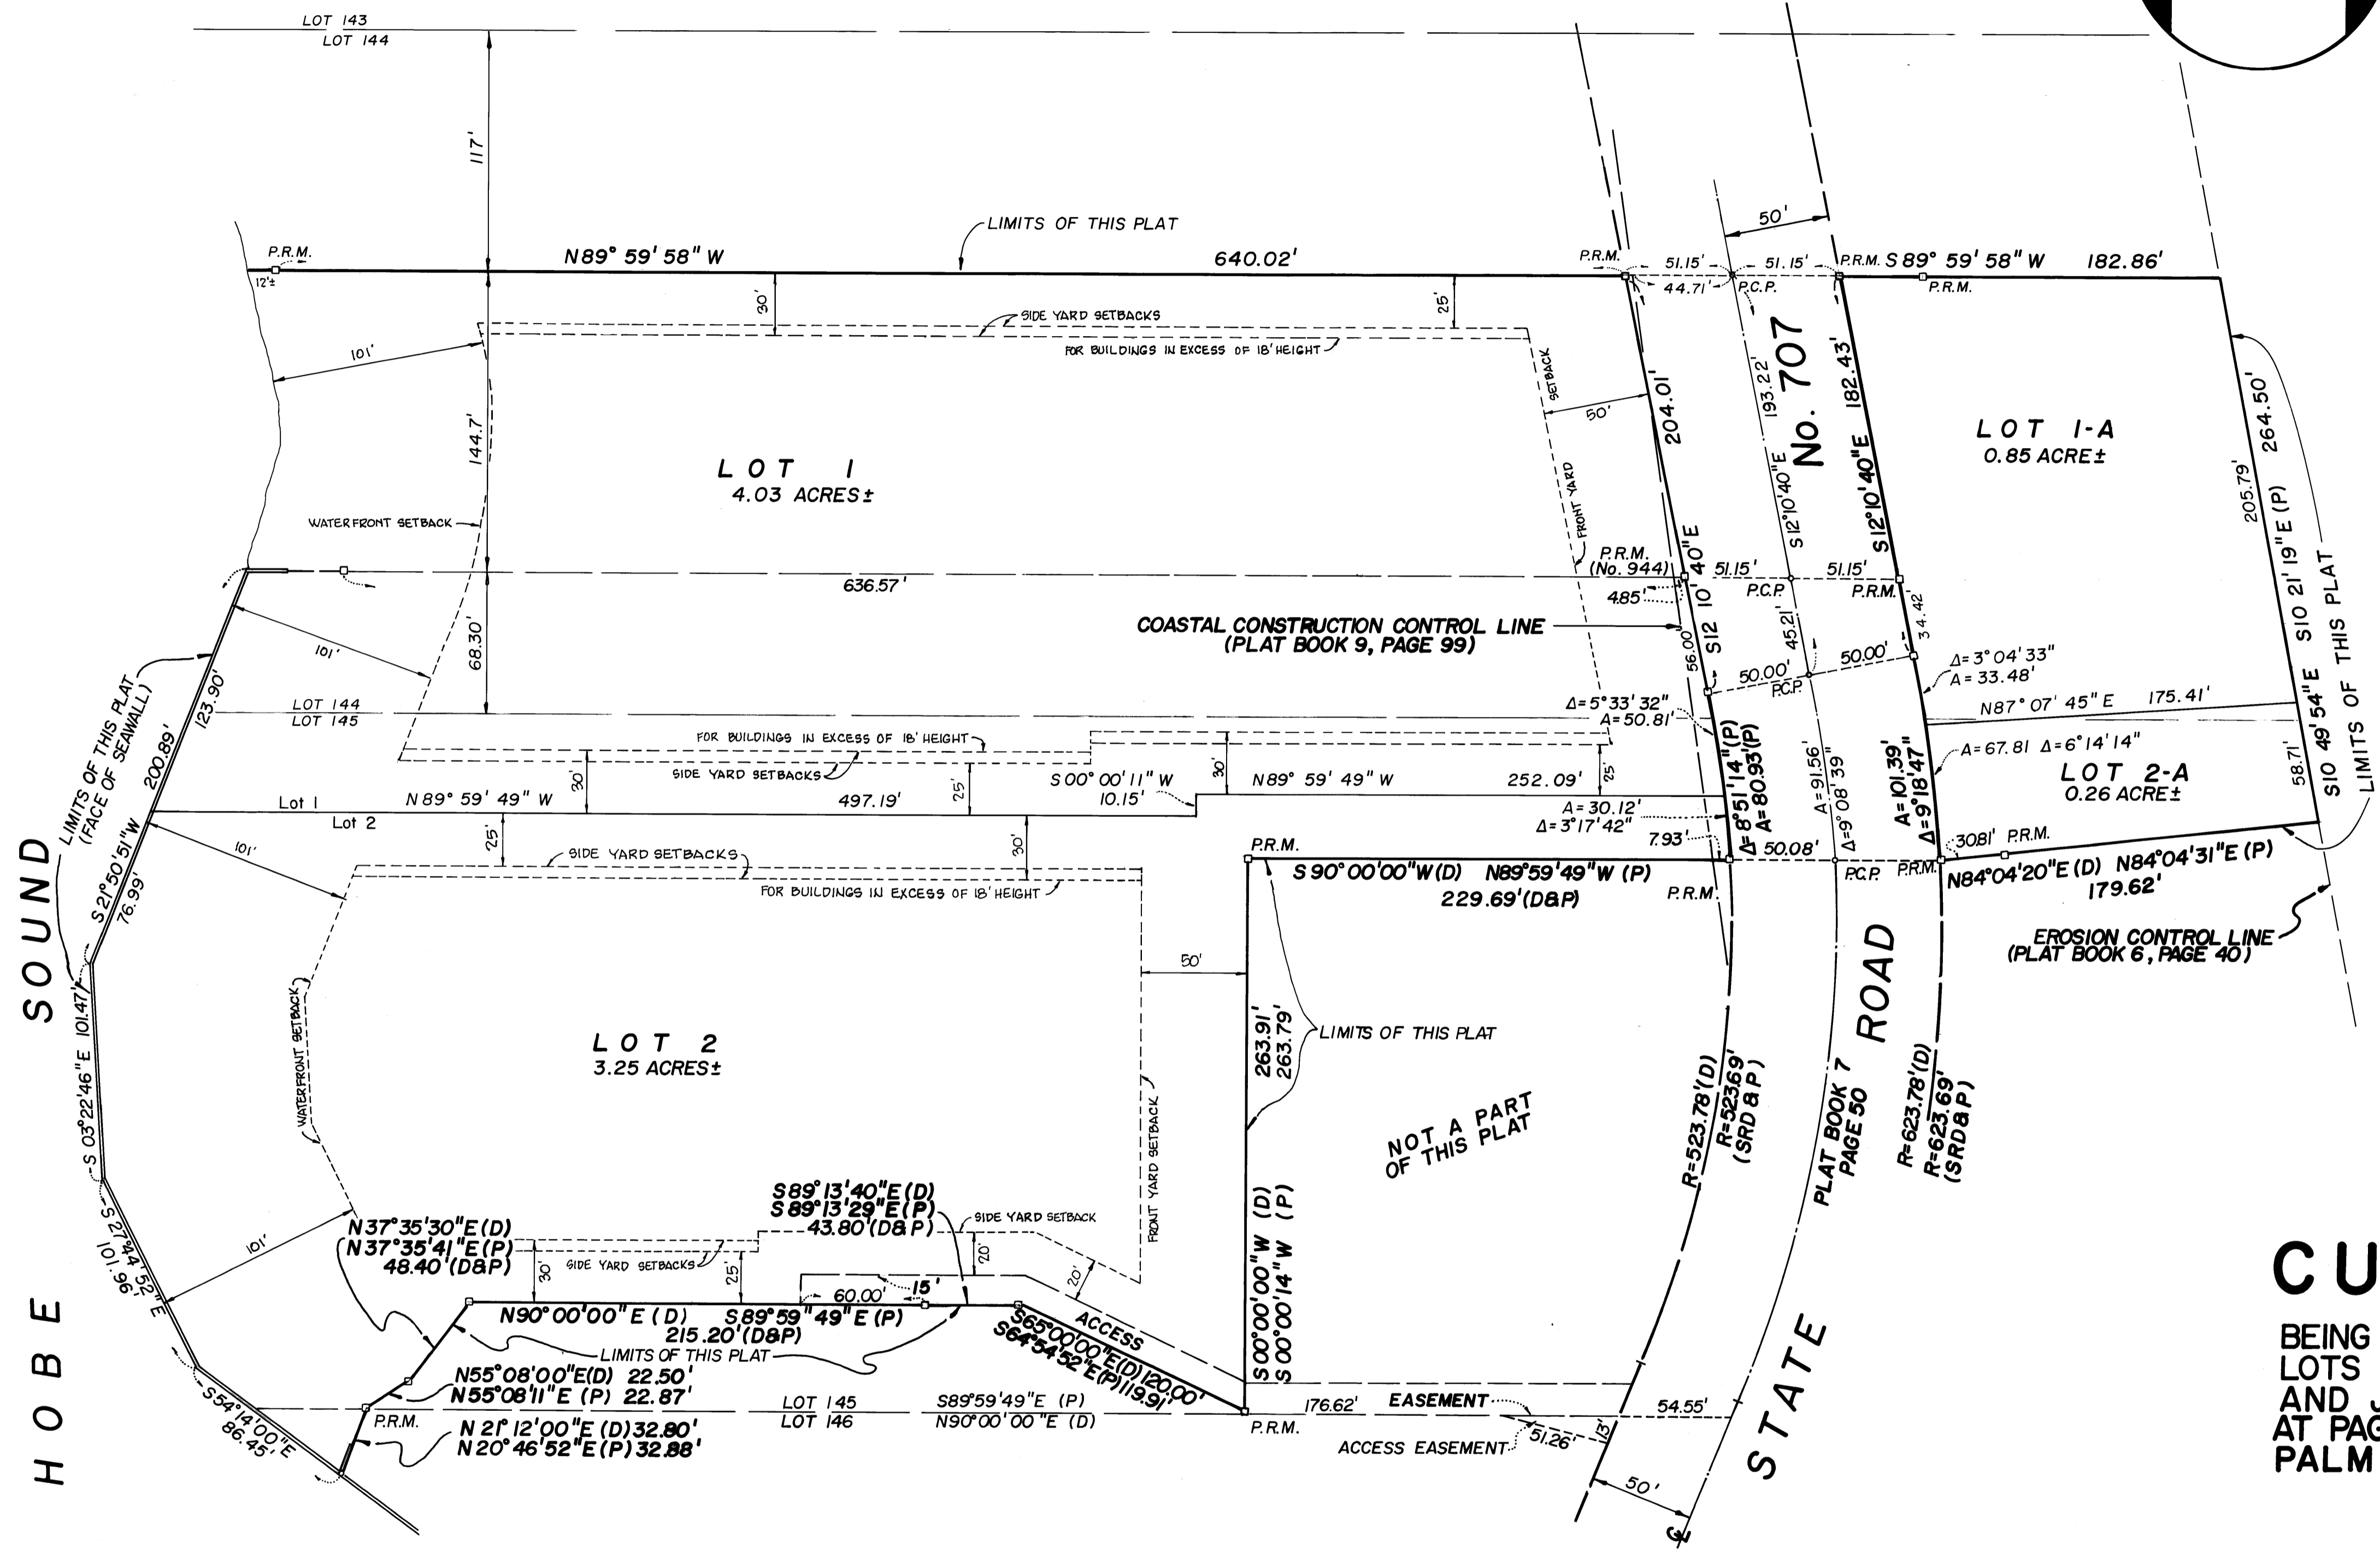 LOT 143
LOT 144
117'
LIMITS OF THIS PLAT
50'
P.R.M.
N89° 59' 58" W
640.02'
P.R.M.
51.15'
51.15'
P.R.M.
S 89° 59' 58" W
182.86'
12'±
44.71'
P.C.P.
P.R.M.
30'
25'
SIDE YARD SETBACKS
FOR BUILDINGS IN EXCESS OF 18' HEIGHT
101'
144.7'
SETBACK
50'
204.01'
193.22'
No. 707
182.43'
LOT 1-A
0.85 ACRE±
264.50'
205.79'
LOT 1
4.03 ACRES±
WATERFRONT SETBACK
FRONT YARD
S12°10'40"E
S12°10'40"E
S10 21' 19"E (P)
P.R.M.
(No. 944)
51.15'
51.15'
636.57'
4.85'
P.C.P.
P.R.M.
COASTAL CONSTRUCTION CONTROL LINE
(PLAT BOOK 9, PAGE 99)
S12 10' 40"E
56.00'
45.21'
34.42'
68.30'
101'
50.00'
50.00'
P.C.P.
Δ=3°04'33"
A=33.48'
LIMITS OF THIS PLAT
(FACE OF SEAWALL)
123.90'
200.89'
LOT 144
LOT 145
Δ=5°33'32"
A=50.81'
N87°07'45"E
175.41'
S10 49'54"E
LIMITS OF THIS PLAT
FOR BUILDINGS IN EXCESS OF 18' HEIGHT
SIDE YARD SETBACKS
30'
25'
30'
25'
S00°00'11"W
10.15'
N89° 59' 49" W
252.09'
Δ=8°51'14"(P)
A=80.93'(P)
A=91.56'
Δ=9°08'39"
A=101.39'
Δ=9°18'47"
A=67.81 Δ=6°14'14"
58.71'
LOT 2-A
0.26 ACRE±
Lot 1
N89° 59' 49" W
497.19'
Lot 2
A=30.12'
Δ=3°17'42"
7.93'
S21°50'51"W
76.99'
101'
25'
30'
SIDE YARD SETBACKS
FOR BUILDINGS IN EXCESS OF 18' HEIGHT
P.R.M.
S 90°00'00"W(D)
N89°59'49"W (P)
229.69'(D&P)
P.R.M.
50.08'
P.C.P.
P.R.M.
30.81'
P.R.M.
N84°04'20"E(D)
N84°04'31"E(P)
179.62'
EROSION CONTROL LINE
(PLAT BOOK 6, PAGE 40)
HOBE SOUND
S 03°22'46"E
101.47'
WATERFRONT SETBACK
LOT 2
3.25 ACRES±
50'
263.91'
263.79'
LIMITS OF THIS PLAT
NOT A PART
OF THIS PLAT
R=523.78'(D)
R=523.69'
(SRD & P)
PLAT BOOK 7
PAGE 50
STATE ROAD
R=623.78'(D)
R=623.69'
(SRD&P)
FRONT YARD SETBACK
S 27°44'52"E
101.96'
101'
N37°35'30"E(D)
N37°35'41"E(P)
48.40'(D&P)
S89°13'40"E(D)
S89°13'29"E(P)
43.80'(D&P)
SIDE YARD SETBACK
30'
SIDE YARD SETBACKS
25'
20'
20'
60.00'
15'
N90°00'00"E (D)
S89°59"49"E (P)
215.20'(D&P)
LIMITS OF THIS PLAT
ACCESS
S65°00'00"E(D)120.00'
S64°54'52"E(P)119.91'
S00°00'00"W (D)
S00°00'14"W (P)
N55°08'00"E(D) 22.50'
N55°08'11"E (P) 22.87'
S54°14'00"E
86.45'
P.R.M.
N 21°12'00"E (D)32.80'
N 20°46'52"E(P)32.88'
LOT 145
LOT 146
S89°59'49"E (P)
N90°00'00"E (D)
P.R.M.
176.62'
EASEMENT
ACCESS EASEMENT
51.26'
13'
54.55'
50'
CU
BEING
LOTS
AND J
AT PAG
PALM